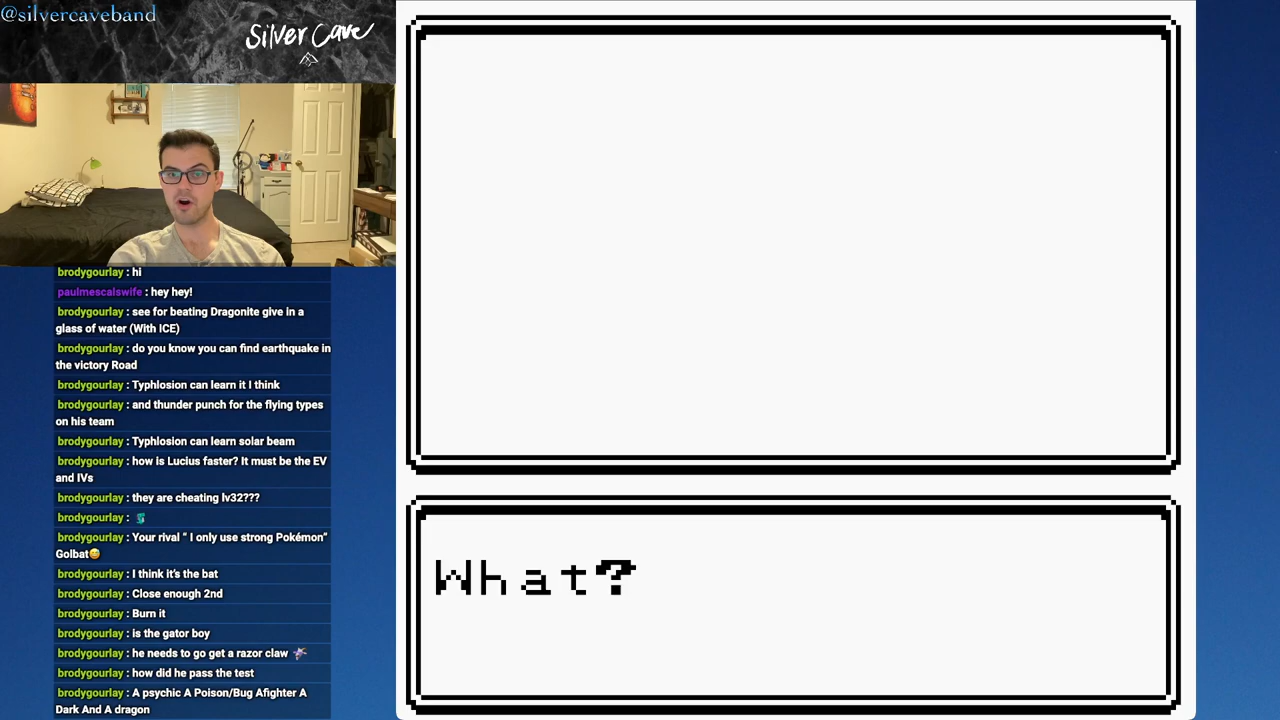 @silvercaveband
Silver Cave
brodygourlay : hi
paulmescalswife : hey hey!
brodygourlay : see for beating Dragonite give in a
glass of water (With ICE)
brodygourlay : do you know you can find earthquake in
the victory Road
brodygourlay : Typhlosion can learn it I think
brodygourlay : and thunder punch for the flying types
on his team
brodygourlay : Typhlosion can learn solar beam
brodygourlay : how is Lucius faster? It must be the EV
and IVs
brodygourlay : they are cheating lv32???
brodygourlay :
brodygourlay : Your rival “ I only use strong Pokémon”
Golbat😅
brodygourlay : I think it’s the bat
brodygourlay : Close enough 2nd
brodygourlay : Burn it
brodygourlay : is the gator boy
brodygourlay : he needs to go get a razor claw
brodygourlay : how did he pass the test
brodygourlay : A psychic A Poison/Bug Afighter A
Dark And A dragon
What?